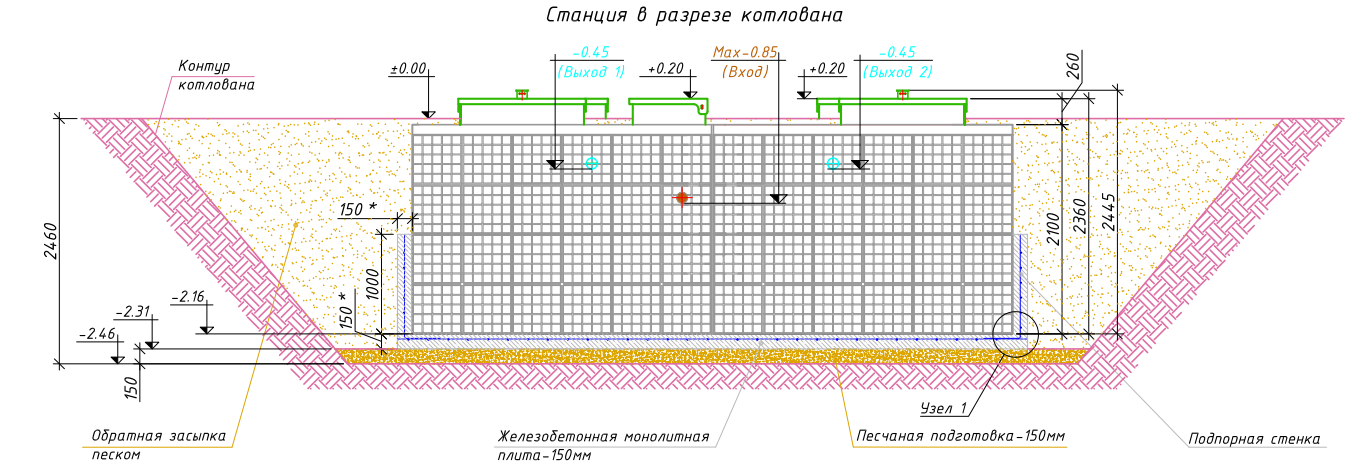 Станция в разрезе котлована
Контур
котлована
±0.00
-0.45
(Выход 1)
+0.20
Max-0.85
(Вход)
+0.20
-0.45
(Выход 2)
260
2460
150 *
1000
150 *
2100
2360
2445
-2.16
-2.31
-2.46
150
Узел 1
Обратная засыпка
песком
Железобетонная монолитная
плита-150мм
Песчаная подготовка-150мм
Подпорная стенка